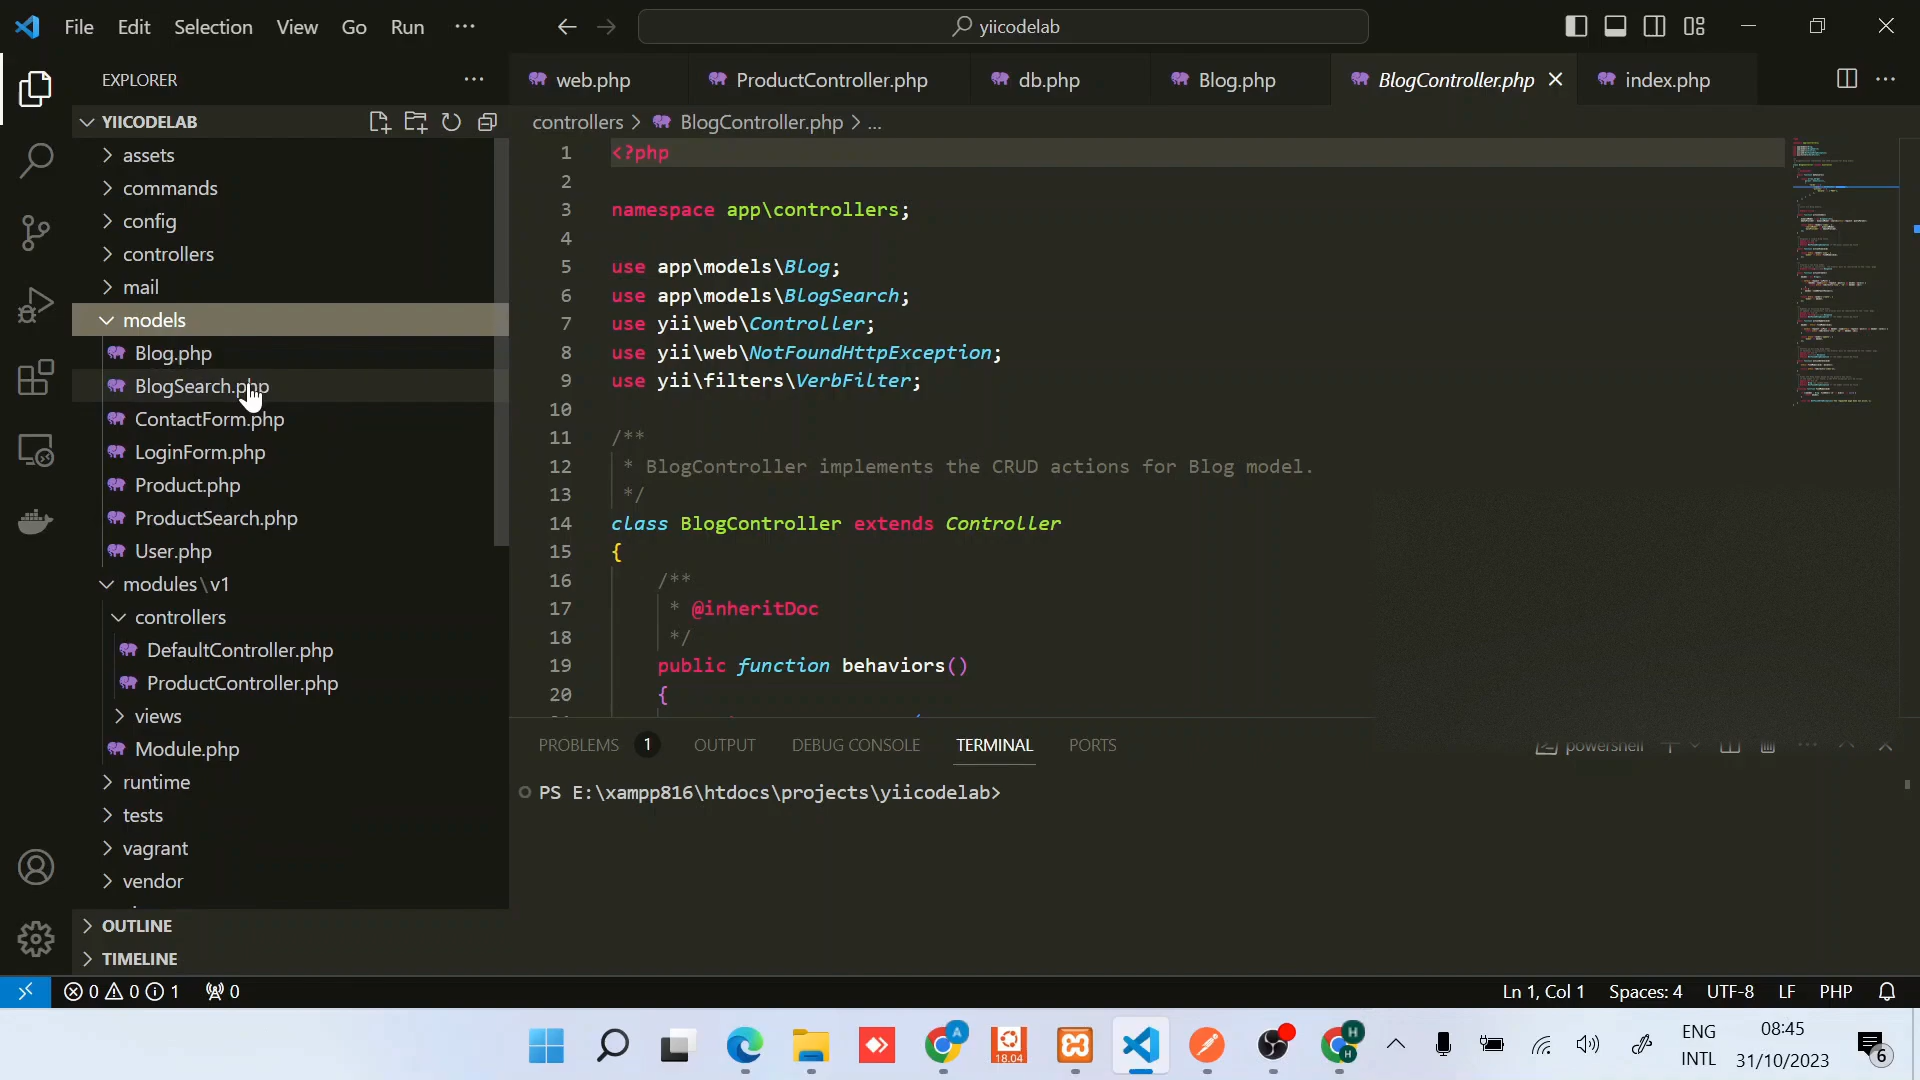 File Edit Selection View Go Run ···
yiicodelab
EXPLORER ···
web.php ProductController.php db.php Blog.php BlogController.php index.php ···
YIICODELAB
controllers > BlogController.php > ...
assets
commands
config
controllers
mail
models
Blog.php
BlogSearch.php
ContactForm.php
LoginForm.php
Product.php
ProductSearch.php
User.php
modules\v1
controllers
DefaultController.php
ProductController.php
views
Module.php
runtime
tests
vagrant
vendor
OUTLINE
TIMELINE
1 <?php
2
3 namespace app\controllers;
4
5 use app\models\Blog;
6 use app\models\BlogSearch;
7 use yii\web\Controller;
8 use yii\web\NotFoundHttpException;
9 use yii\filters\VerbFilter;
10
11 /**
12 * BlogController implements the CRUD actions for Blog model.
13 */
14 class BlogController extends Controller
15 {
16 /**
17 * @inheritDoc
18 */
19 public function behaviors()
20 {
PROBLEMS 1 OUTPUT DEBUG CONSOLE TERMINAL PORTS powershell
PS E:\xampp816\htdocs\projects\yiicodelab>
0 0 1 0 Ln 1, Col 1 Spaces: 4 UTF-8 LF PHP
A
18.04
H
H
ENG
INTL
08:45
31/10/2023
6